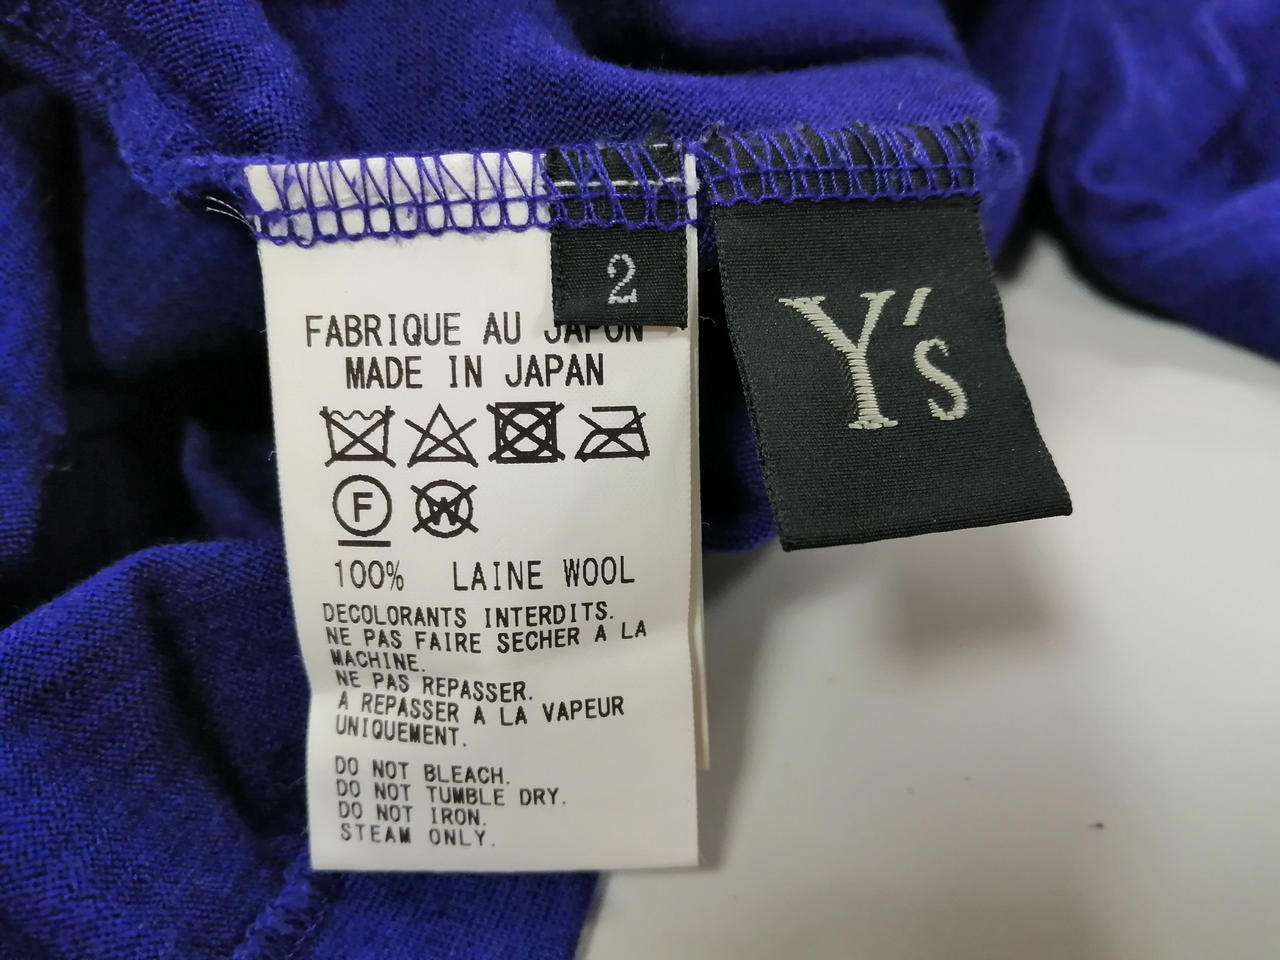 2
Y's
FABRIQUE AU JAPON
MADE IN JAPAN
F
W
100% LAINE WOOL
DECOLORANTS INTERDITS.
NE PAS FAIRE SECHER A LA
MACHINE.
NE PAS REPASSER.
A REPASSER A LA VAPEUR
UNIQUEMENT.
DO NOT BLEACH.
DO NOT TUMBLE DRY.
DO NOT IRON.
STEAM ONLY.